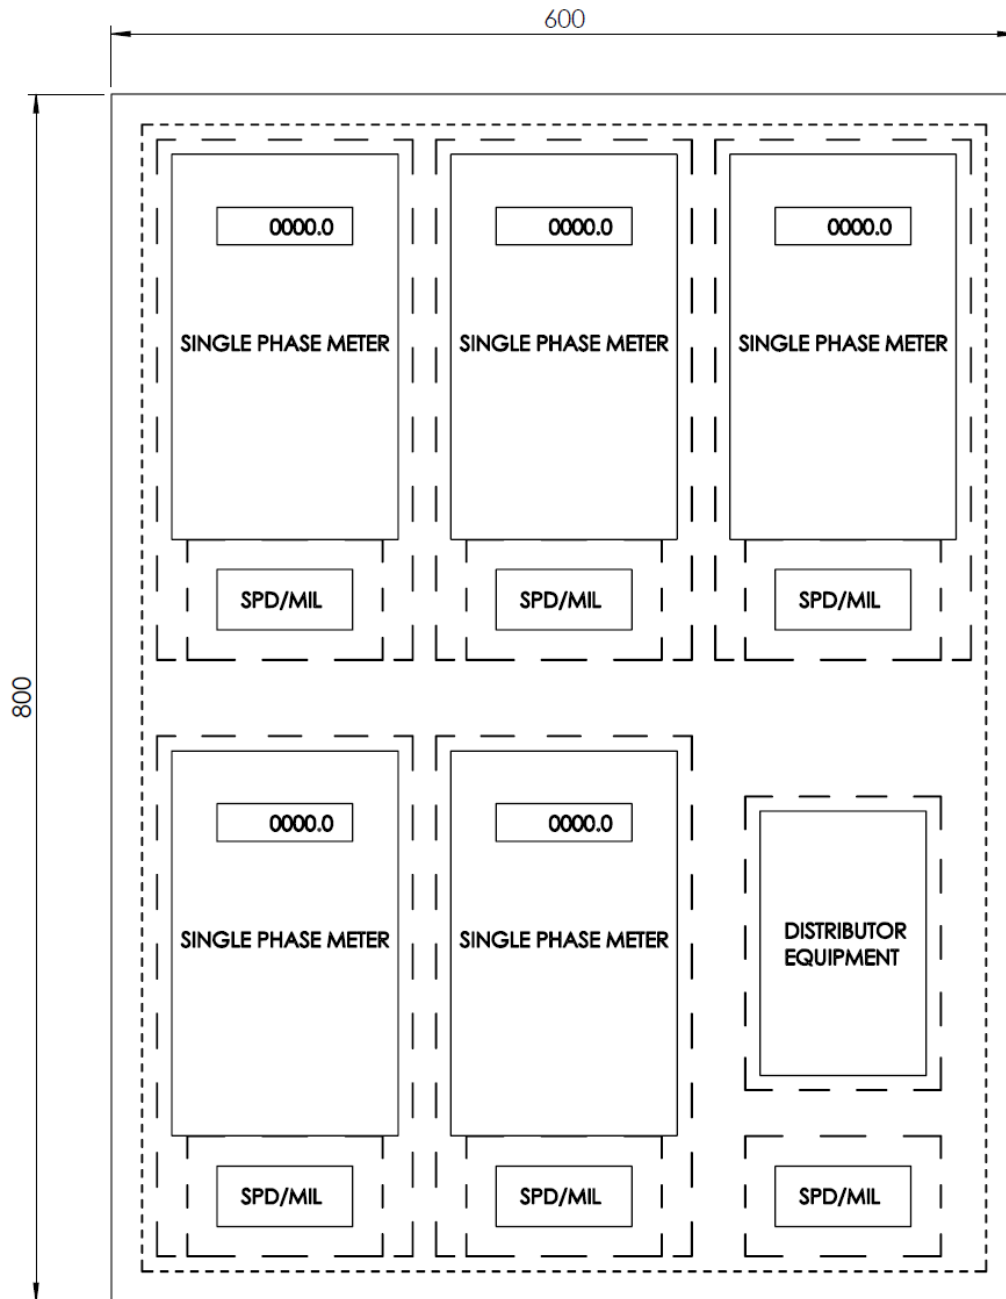 600
0000.0
0000.0
0000.0
SINGLE PHASE METER
SINGLE PHASE METER
SINGLE PHASE METER
SPD/MIL
SPD/MIL
SPD/MIL
800
0000.0
0000.0
SINGLE PHASE METER
SINGLE PHASE METER
DISTRIBUTOR
EQUIPMENT
SPD/MIL
SPD/MIL
SPD/MIL